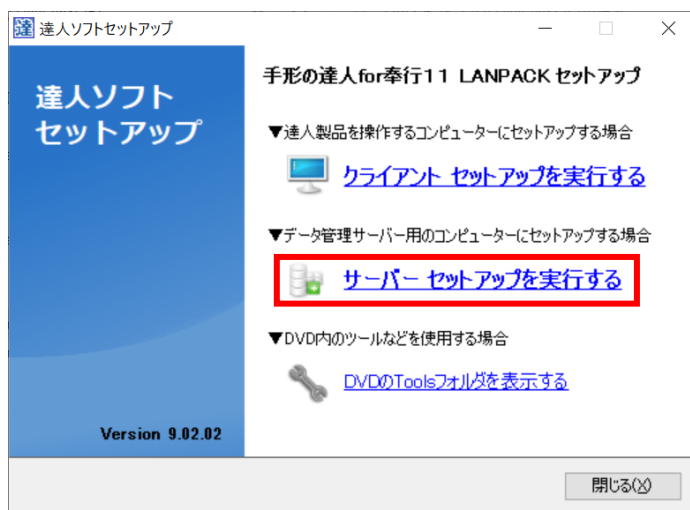 達 達人ソフトセットアップ
達人ソフト
セットアップ
手形の達人for奉行11 LANPACK セットアップ
▼達人製品を操作するコンピューターにセットアップする場合
クライアント セットアップを実行する
▼データ管理サーバー用のコンピューターにセットアップする場合
サーバー セットアップを実行する
▼DVD内のツールなどを使用する場合
DVDのToolsフォルダを表示する
Version 9.02.02
閉じる(X)